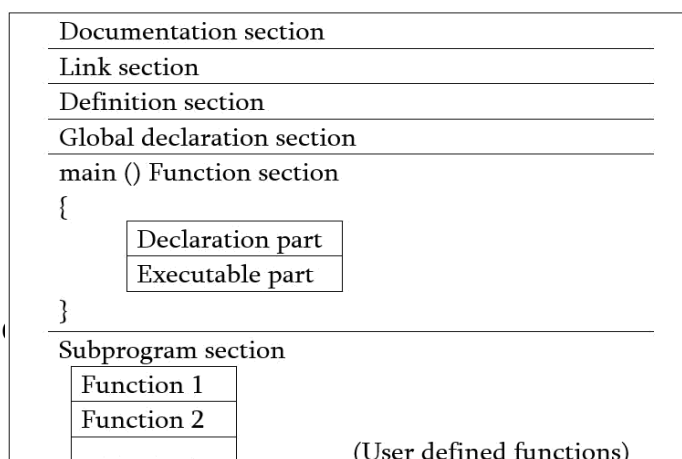 Documentation section
Link section
Definition section
Global declaration section
main () Function section
{
Declaration part
Executable part
}
Subprogram section
Function 1
Function 2
(User defined functions)